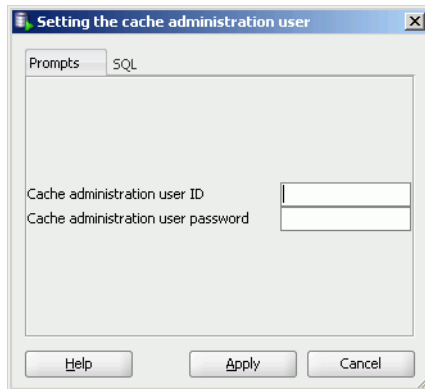 Setting the cache administration user
Prompts SQL
Cache administration user ID
Cache administration user password
Help Apply Cancel